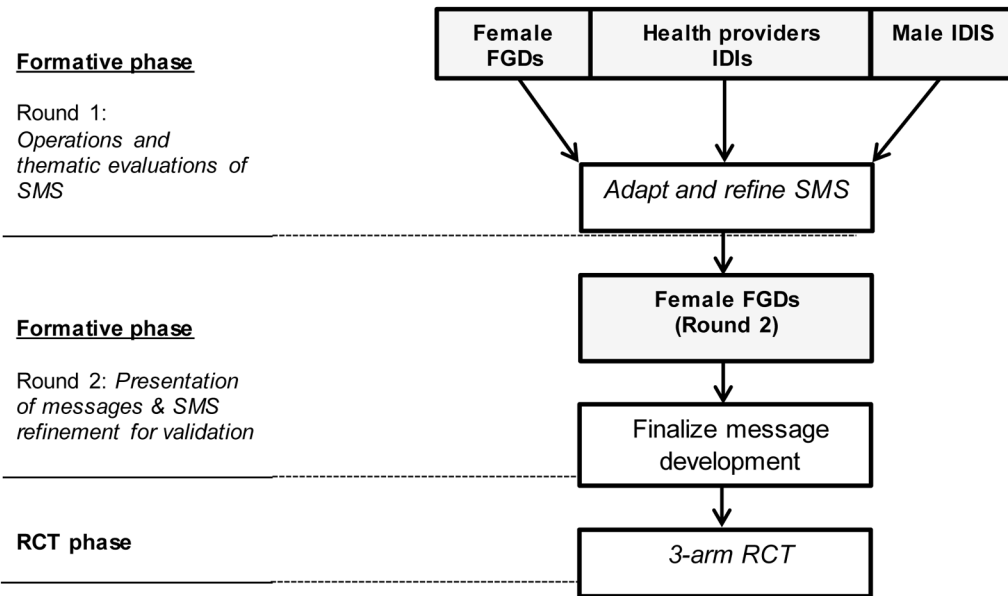 Female
FGDs
Health providers
IDIs
Male IDIS
Formative phase
Round 1:
Operations and
thematic evaluations of
SMS
Adapt and refine SMS
Female FGDs
(Round 2)
Formative phase
Round 2: Presentation
of messages & SMS
refinement for validation
Finalize message
development
RCT phase
3-arm RCT